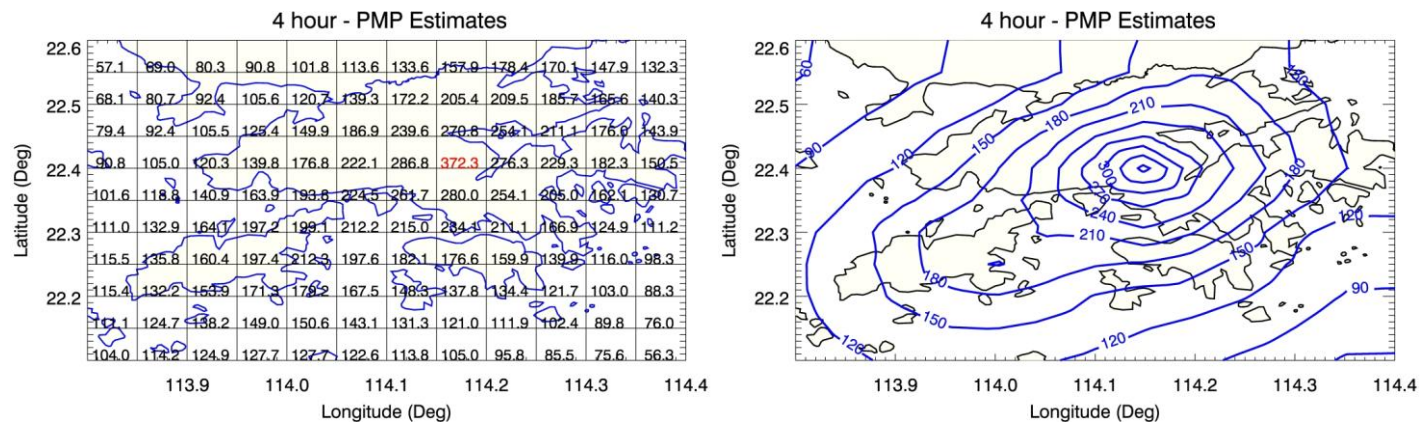 4 hour - PMP Estimates
22.6
57.1 69.0 80.3 90.8 101.8 113.6 133.6 157.9 178.4 170.1 147.9 132.3
68.1 80.7 92.4 105.6 120.7 139.3 172.2 205.4 209.5 185.7 165.6 140.3
22.5
79.4 92.4 105.5 125.4 149.9 186.9 239.6 270.8 254.1 211.1 176.0 143.9
90.8 105.0 120.3 139.8 176.8 222.1 286.8 372.3 276.3 229.3 182.3 150.5
22.4
101.6 118.8 140.9 163.9 193.8 224.5 261.7 280.0 254.1 205.0 162.1 130.7
111.0 132.9 164.1 197.2 199.1 212.2 215.0 234.1 211.1 166.9 124.9 111.2
22.3
115.5 135.8 160.4 197.4 212.3 197.6 182.1 176.6 159.9 139.9 116.0 98.3
115.4 132.2 153.9 171.3 179.2 167.5 148.3 137.8 134.4 121.7 103.0 88.3
22.2
124.7 138.2 149.0 150.6 143.1 131.3 121.0 111.9 102.4 89.8 76.0
104.0 114.2 124.9 127.7 127.7 122.6 113.8 105.0 95.8 85.5 75.6 56.3
113.9 114.0 114.1 114.2 114.3 114.4
Longitude (Deg)
Latitude (Deg)
4 hour - PMP Estimates
22.6
22.5
22.4
22.3
22.2
60
90
120
150
180
210
180
300
270
240
210
180
150
120
180
150
120
90
120
113.9 114.0 114.1 114.2 114.3 114.4
Longitude (Deg)
Latitude (Deg)